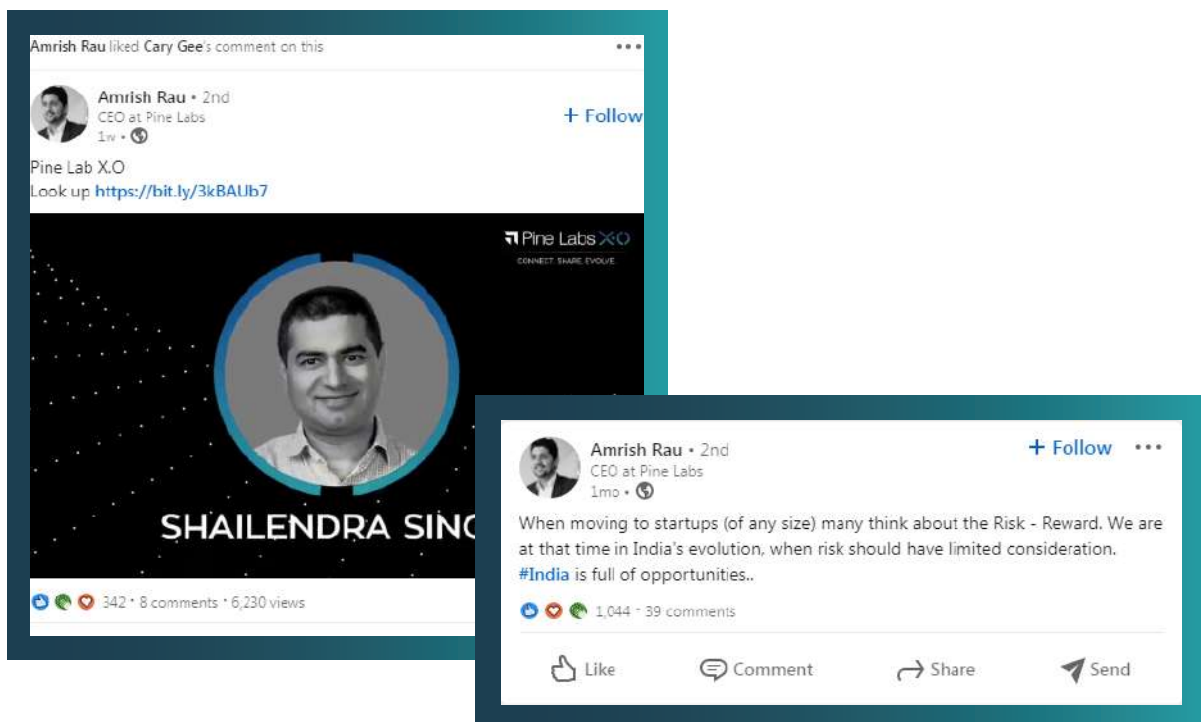 Amrish Rau liked Cary Gee's comment on this
Amrish Rau • 2nd
CEO at Pine Labs
1w •
+ Follow
Pine Lab X.O
Look up https://bit.ly/3kBAUb7
Pine Labs X•O
CONNECT. SHARE. EVOLVE.
SHAILENDRA SING
342 • 8 comments • 6,230 views
Amrish Rau • 2nd
CEO at Pine Labs
1mo •
+ Follow
When moving to startups (of any size) many think about the Risk - Reward. We are
at that time in India's evolution, when risk should have limited consideration.
#India is full of opportunities..
1,044 • 39 comments
Like
Comment
Share
Send